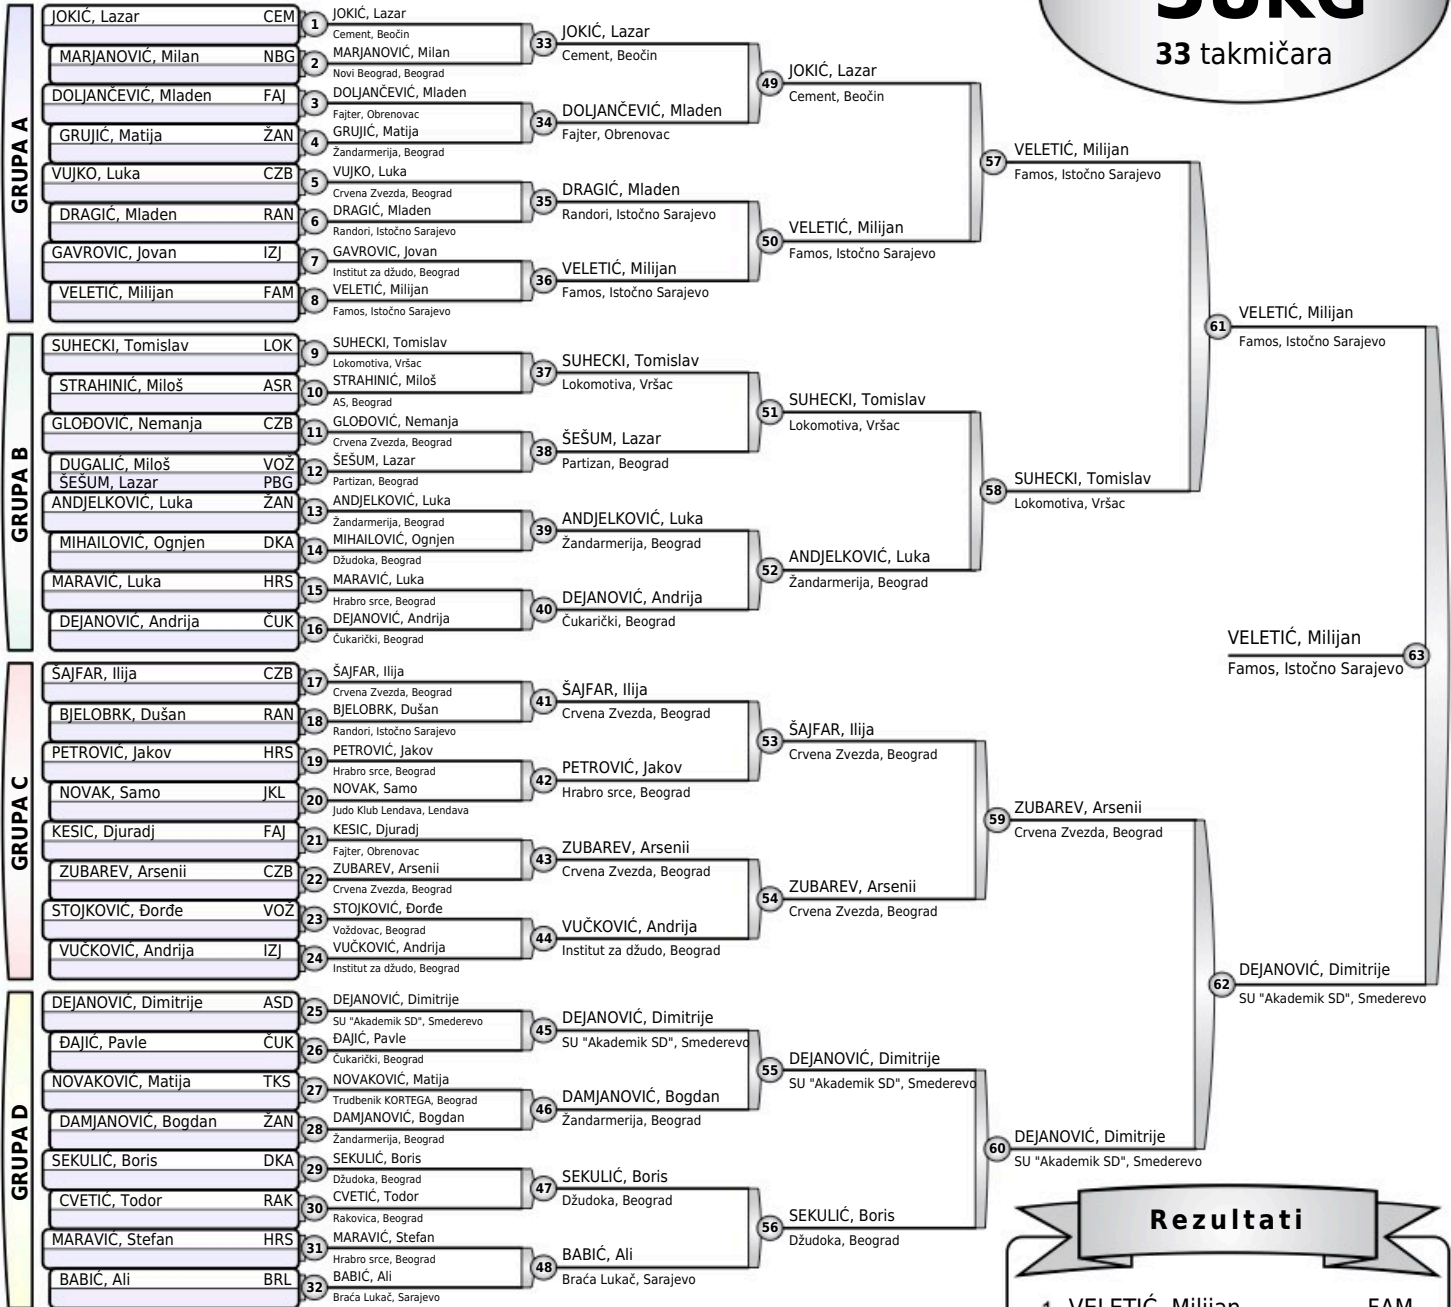 33 takmičara
GRUPA A
JOKIĆ, Lazar CEM
MARJANOVIĆ, Milan NBG
DOLJANČEVIĆ, Mladen FAJ
GRUJIĆ, Matija ŽAN
VUJKO, Luka CZB
DRAGIĆ, Mladen RAN
GAVROVIC, Jovan IZJ
VELETIĆ, Milijan FAM
GRUPA B
SUHECKI, Tomislav LOK
STRAHINIĆ, Miloš ASR
GLOĐOVIĆ, Nemanja CZB
DUGALIĆ, Miloš VOŽ
ŠEŠUM, Lazar PBG
ANDJELKOVIĆ, Luka ŽAN
MIHAILOVIĆ, Ognjen DKA
MARAVIĆ, Luka HRS
DEJANOVIĆ, Andrija ČUK
GRUPA C
ŠAJFAR, Ilija CZB
BJELOBRK, Dušan RAN
PETROVIĆ, Jakov HRS
NOVAK, Samo JKL
KESIC, Djuradj FAJ
ZUBAREV, Arsenii CZB
STOJKOVIĆ, Đorđe VOŽ
VUČKOVIĆ, Andrija IZJ
GRUPA D
DEJANOVIĆ, Dimitrije ASD
ĐAJIĆ, Pavle ČUK
NOVAKOVIĆ, Matija TKS
DAMJANOVIĆ, Bogdan ŽAN
SEKULIĆ, Boris DKA
CVETIĆ, Todor RAK
MARAVIĆ, Stefan HRS
BABIĆ, Ali BRL
1 JOKIĆ, Lazar
Cement, Beočin
2 MARJANOVIĆ, Milan
Novi Beograd, Beograd
3 DOLJANČEVIĆ, Mladen
Fajter, Obrenovac
4 GRUJIĆ, Matija
Žandarmerija, Beograd
5 VUJKO, Luka
Crvena Zvezda, Beograd
6 DRAGIĆ, Mladen
Randori, Istočno Sarajevo
7 GAVROVIC, Jovan
Institut za džudo, Beograd
8 VELETIĆ, Milijan
Famos, Istočno Sarajevo
9 SUHECKI, Tomislav
Lokomotiva, Vršac
10 STRAHINIĆ, Miloš
AS, Beograd
11 GLOĐOVIĆ, Nemanja
Crvena Zvezda, Beograd
12 ŠEŠUM, Lazar
Partizan, Beograd
13 ANDJELKOVIĆ, Luka
Žandarmerija, Beograd
14 MIHAILOVIĆ, Ognjen
Džudoka, Beograd
15 MARAVIĆ, Luka
Hrabro srce, Beograd
16 DEJANOVIĆ, Andrija
Čukarički, Beograd
17 ŠAJFAR, Ilija
Crvena Zvezda, Beograd
18 BJELOBRK, Dušan
Randori, Istočno Sarajevo
19 PETROVIĆ, Jakov
Hrabro srce, Beograd
20 NOVAK, Samo
Judo Klub Lendava, Lendava
21 KESIC, Djuradj
Fajter, Obrenovac
22 ZUBAREV, Arsenii
Crvena Zvezda, Beograd
23 STOJKOVIĆ, Đorđe
Voždovac, Beograd
24 VUČKOVIĆ, Andrija
Institut za džudo, Beograd
25 DEJANOVIĆ, Dimitrije
SU "Akademik SD", Smederevo
26 ĐAJIĆ, Pavle
Čukarički, Beograd
27 NOVAKOVIĆ, Matija
Trudbenik KORTEGA, Beograd
28 DAMJANOVIĆ, Bogdan
Žandarmerija, Beograd
29 SEKULIĆ, Boris
Džudoka, Beograd
30 CVETIĆ, Todor
Rakovica, Beograd
31 MARAVIĆ, Stefan
Hrabro srce, Beograd
32 BABIĆ, Ali
Braća Lukač, Sarajevo
33 JOKIĆ, Lazar
Cement, Beočin
34 DOLJANČEVIĆ, Mladen
Fajter, Obrenovac
35 DRAGIĆ, Mladen
Randori, Istočno Sarajevo
36 VELETIĆ, Milijan
Famos, Istočno Sarajevo
37 SUHECKI, Tomislav
Lokomotiva, Vršac
38 ŠEŠUM, Lazar
Partizan, Beograd
39 ANDJELKOVIĆ, Luka
Žandarmerija, Beograd
40 DEJANOVIĆ, Andrija
Čukarički, Beograd
41 ŠAJFAR, Ilija
Crvena Zvezda, Beograd
42 PETROVIĆ, Jakov
Hrabro srce, Beograd
43 ZUBAREV, Arsenii
Crvena Zvezda, Beograd
44 VUČKOVIĆ, Andrija
Institut za džudo, Beograd
45 DEJANOVIĆ, Dimitrije
SU "Akademik SD", Smederevo
46 DAMJANOVIĆ, Bogdan
Žandarmerija, Beograd
47 SEKULIĆ, Boris
Džudoka, Beograd
48 BABIĆ, Ali
Braća Lukač, Sarajevo
49 JOKIĆ, Lazar
Cement, Beočin
50 VELETIĆ, Milijan
Famos, Istočno Sarajevo
51 SUHECKI, Tomislav
Lokomotiva, Vršac
52 ANDJELKOVIĆ, Luka
Žandarmerija, Beograd
53 ŠAJFAR, Ilija
Crvena Zvezda, Beograd
54 ZUBAREV, Arsenii
Crvena Zvezda, Beograd
55 DEJANOVIĆ, Dimitrije
SU "Akademik SD", Smederevo
56 SEKULIĆ, Boris
Džudoka, Beograd
57 VELETIĆ, Milijan
Famos, Istočno Sarajevo
58 SUHECKI, Tomislav
Lokomotiva, Vršac
59 ZUBAREV, Arsenii
Crvena Zvezda, Beograd
60 DEJANOVIĆ, Dimitrije
SU "Akademik SD", Smederevo
61 VELETIĆ, Milijan
Famos, Istočno Sarajevo
62 DEJANOVIĆ, Dimitrije
SU "Akademik SD", Smederevo
VELETIĆ, Milijan
Famos, Istočno Sarajevo 63
Rezultati
1 VELETIĆ, Milijan FAM